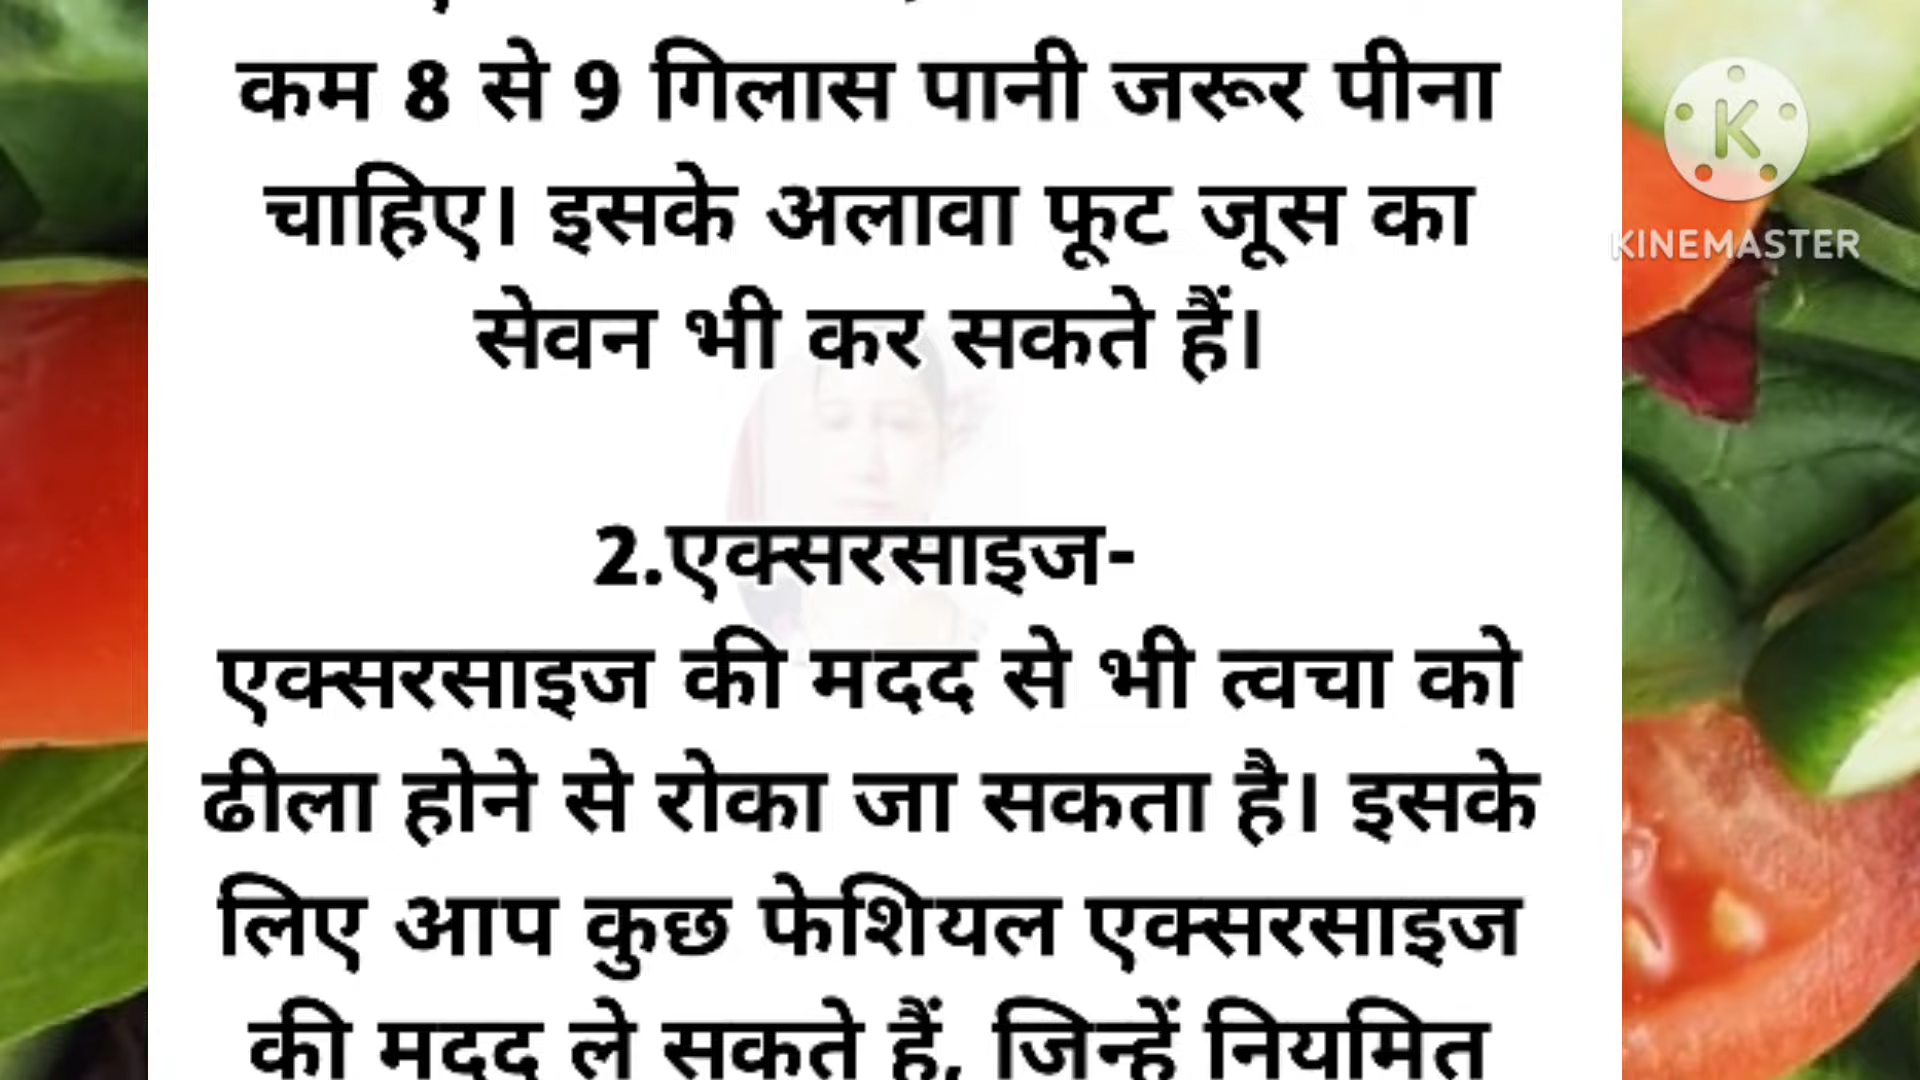 कम 8 से 9 गिलास पानी जरूर पीना
चाहिए। इसके अलावा फूट जूस का
सेवन भी कर सकते हैं।
2.एक्सरसाइज-
एक्सरसाइज की मदद से भी त्वचा को
ढीला होने से रोका जा सकता है। इसके
लिए आप कुछ फेशियल एक्सरसाइज
की मदद ले सकते हैं, जिन्हें नियमित
K
KINEMASTER